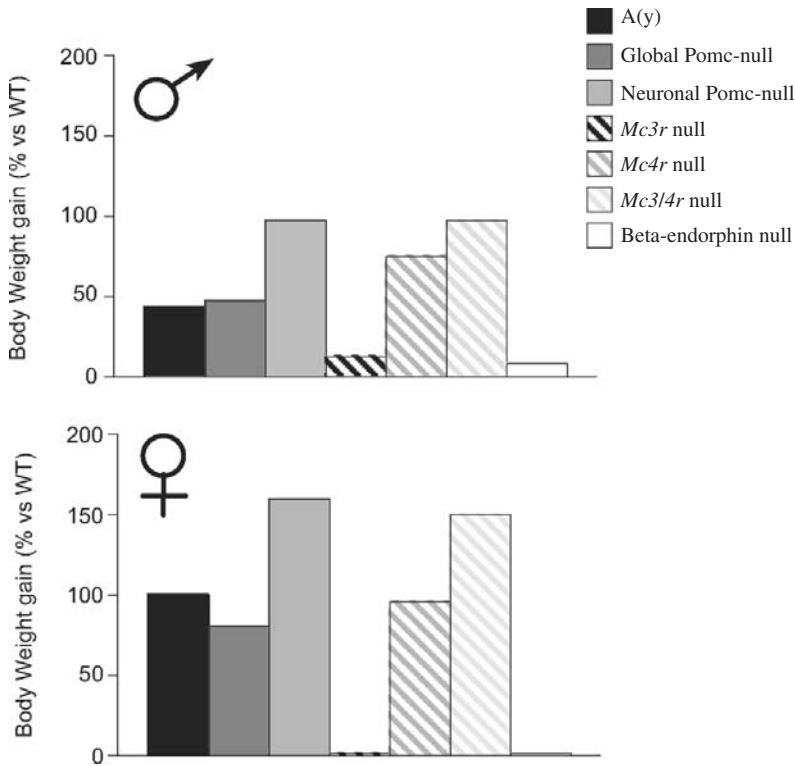 A(y)
Global Pomc-null
Neuronal Pomc-null
Mc3r null
Mc4r null
Mc3/4r null
Beta-endorphin null
Body Weight gain (% vs WT)
200
150
100
50
0
Body Weight gain (% vs WT)
200
150
100
50
0